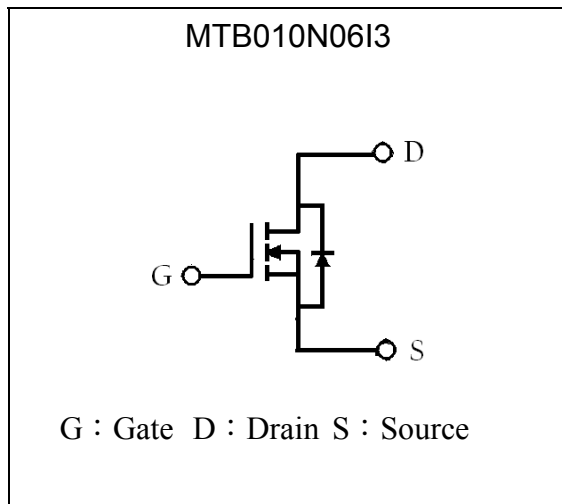 MTB010N06I3
D
G
S
G：Gate D：Drain S：Source